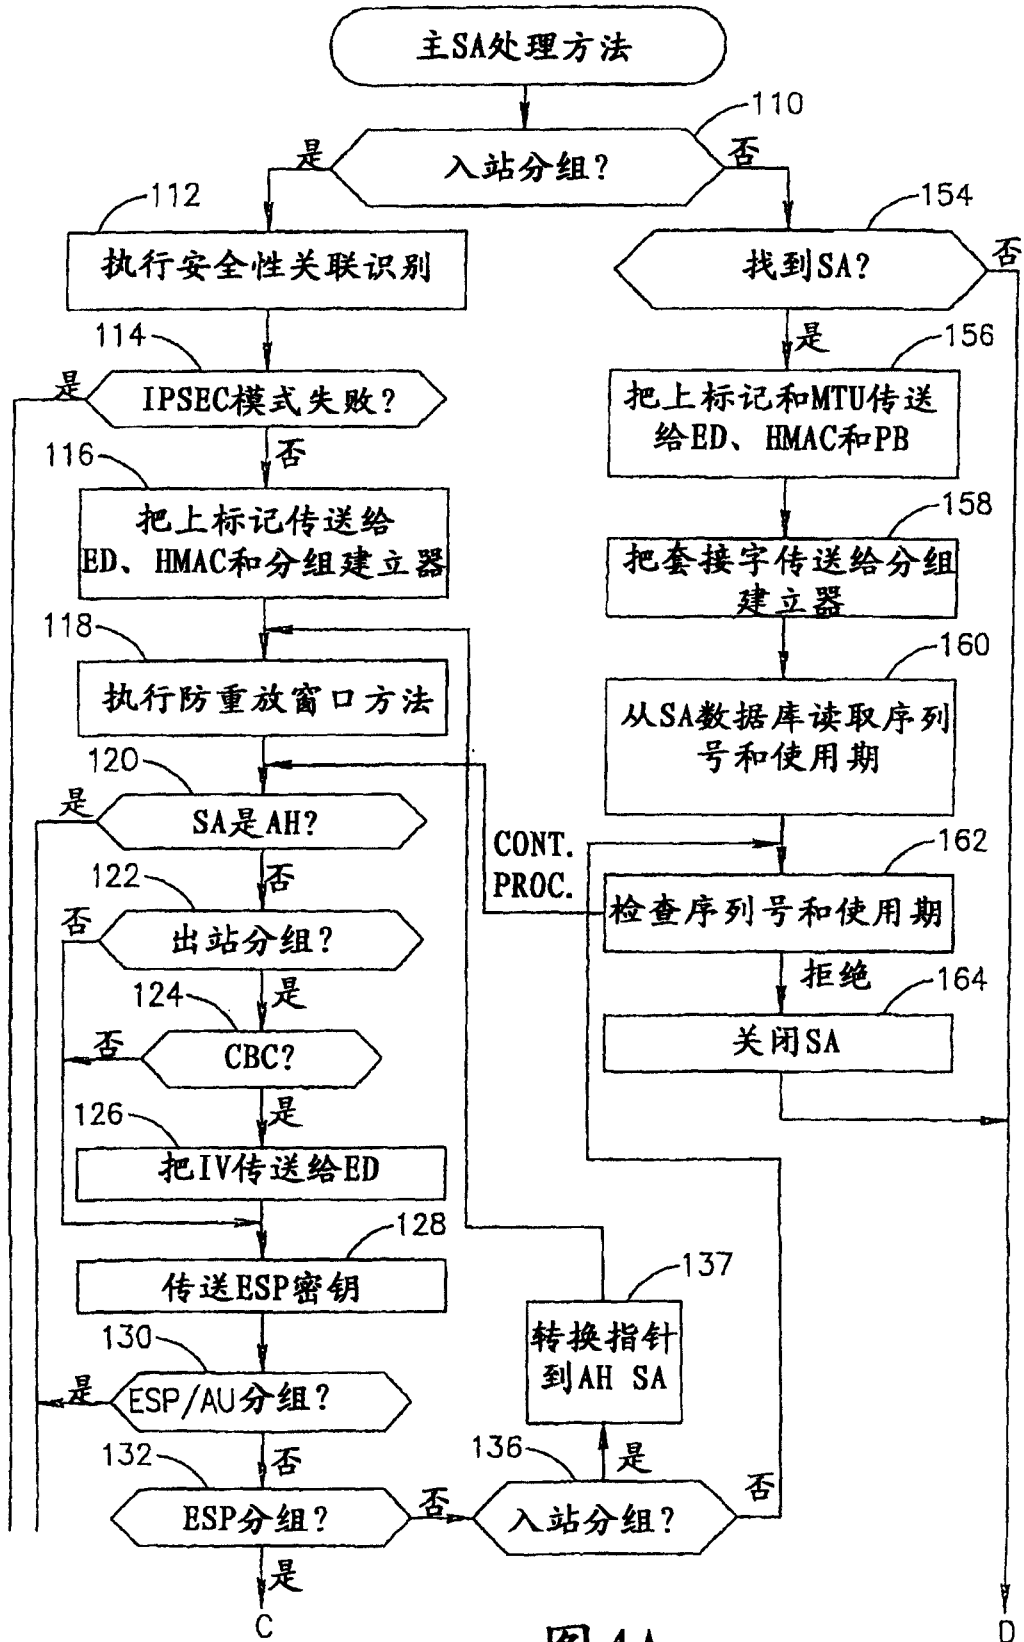 主SA处理方法
110
入站分组?
是
否
112
执行安全性关联识别
154
找到SA?
否
114
IPSEC模式失败?
是
否
是
156
把上标记和MTU传送
给ED、HMAC和PB
116
把上标记传送给
ED、HMAC和分组建立器
158
把套接字传送给分组
建立器
118
执行防重放窗口方法
160
从SA数据库读取序列
号和使用期
120
SA是AH?
是
否
CONT.
PROC.
162
检查序列号和使用期
拒绝
122
出站分组?
否
是
164
关闭SA
124
CBC?
否
是
126
把IV传送给ED
128
传送ESP密钥
137
转换指针
到AH SA
130
ESP/AU分组?
是
否
132
ESP分组?
否
是
136
入站分组?
是
否
C
D
图 4A